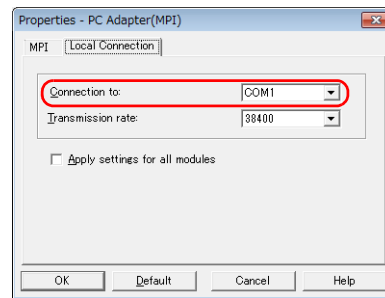 Properties - PC Adapter(MPI)
MPI Local Connection
Connection to: COM1
Transmission rate: 38400
Apply settings for all modules
OK Default Cancel Help